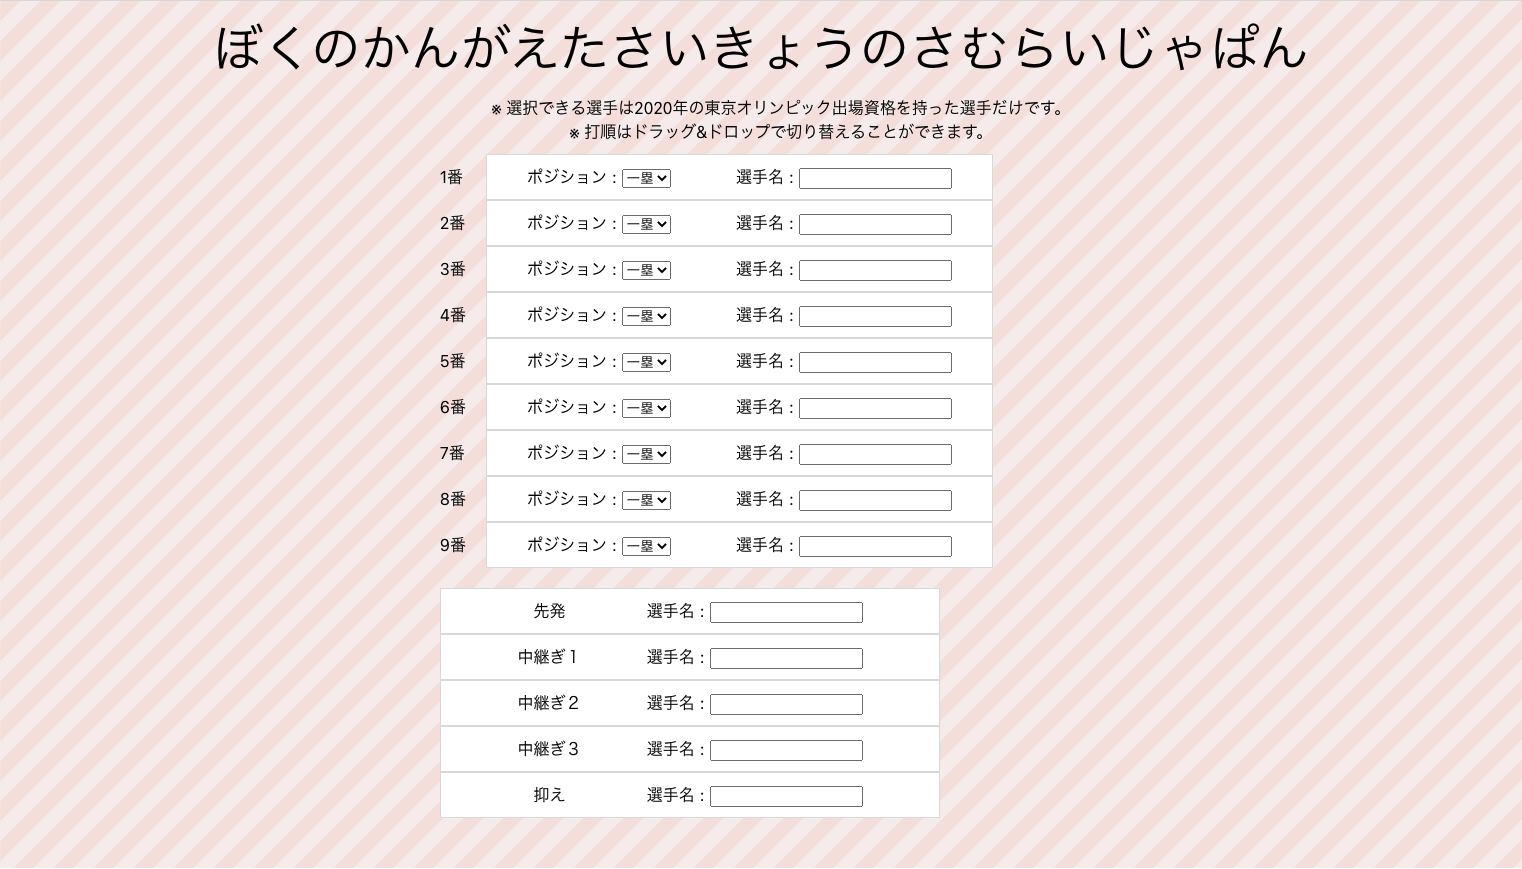 ぼくのかんがえたさいきょうのさむらいじゃぱん
※ 選択できる選手は2020年の東京オリンピック出場資格を持った選手だけです。
※ 打順はドラッグ&ドロップで切り替えることができます。
1番 ポジション : 一塁 選手名 :
2番 ポジション : 一塁 選手名 :
3番 ポジション : 一塁 選手名 :
4番 ポジション : 一塁 選手名 :
5番 ポジション : 一塁 選手名 :
6番 ポジション : 一塁 選手名 :
7番 ポジション : 一塁 選手名 :
8番 ポジション : 一塁 選手名 :
9番 ポジション : 一塁 選手名 :
先発 選手名 :
中継ぎ１ 選手名 :
中継ぎ２ 選手名 :
中継ぎ３ 選手名 :
抑え 選手名 :